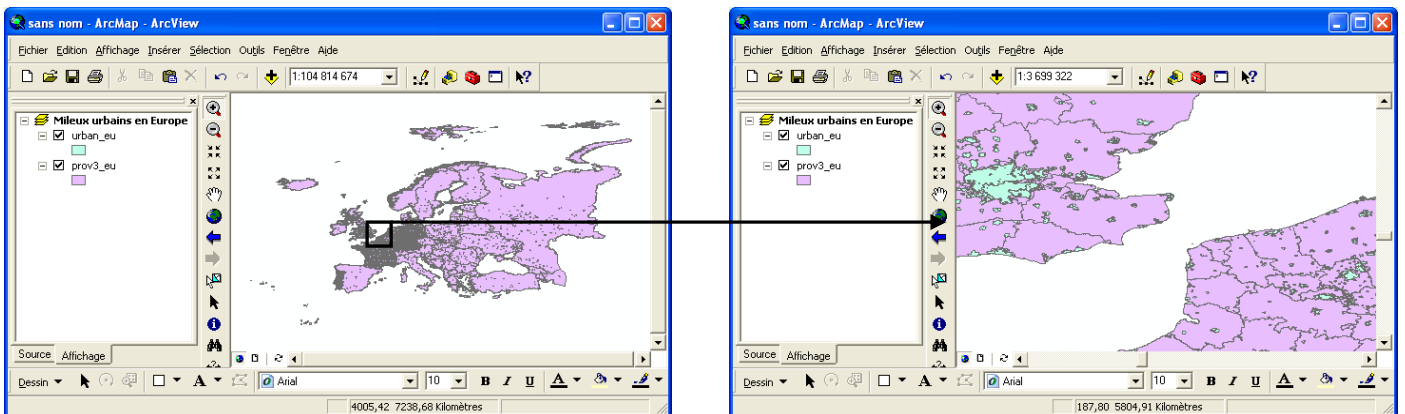 sans nom - ArcMap - ArcView
Fichier Edition Affichage Insérer Sélection Outils Fenêtre Aide
1:104 814 674
Mileux urbains en Europe
urban_eu
prov3_eu
Source Affichage
Dessin A Arial 10 B I U A
4005,42 7238,68 Kilomètres
sans nom - ArcMap - ArcView
Fichier Edition Affichage Insérer Sélection Outils Fenêtre Aide
1:3 699 322
Mileux urbains en Europe
urban_eu
prov3_eu
Source Affichage
Dessin A Arial 10 B I U A
187,80 5804,91 Kilomètres